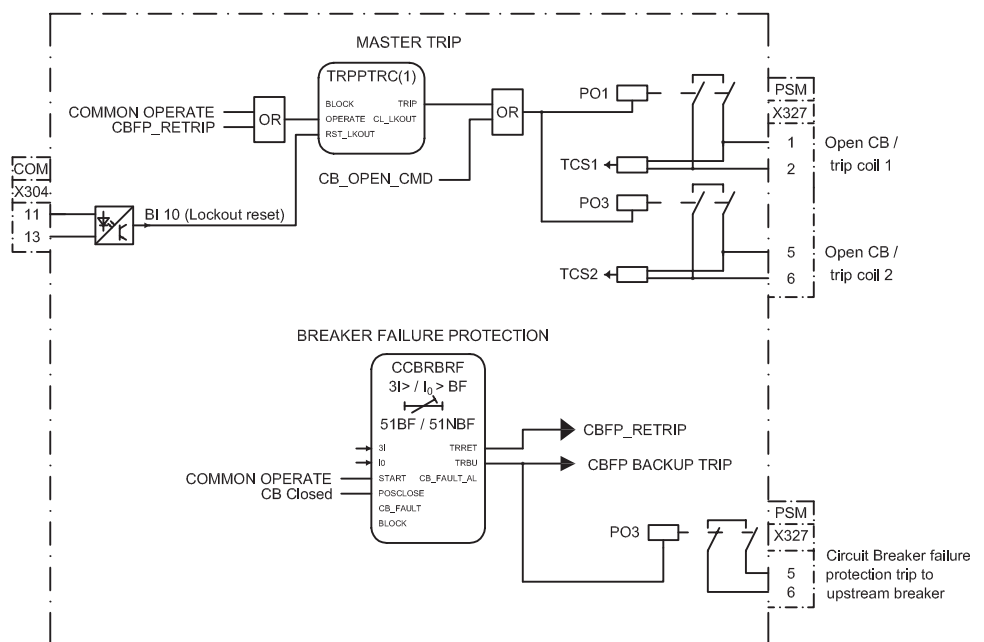 MASTER TRIP
TRPPTRC(1)
BLOCK
TRIP
OPERATE
CL_LKOUT
RST_LKOUT
COMMON OPERATE
CBFP_RETRIP
OR
OR
CB_OPEN_CMD
PO1
TCS1
PO3
TCS2
PSM
X327
1
2
Open CB /
trip coil 1
5
6
Open CB /
trip coil 2
COM
X304
11
13
BI 10 (Lockout reset)
BREAKER FAILURE PROTECTION
CCBRBRF
3I> / I0 > BF
51BF / 51NBF
3I
TRRET
I0
TRBU
START
CB_FAULT_AL
POSCLOSE
CB_FAULT
BLOCK
COMMON OPERATE
CB Closed
CBFP_RETRIP
CBFP BACKUP TRIP
PO3
PSM
X327
5
6
Circuit Breaker failure
protection trip to
upstream breaker